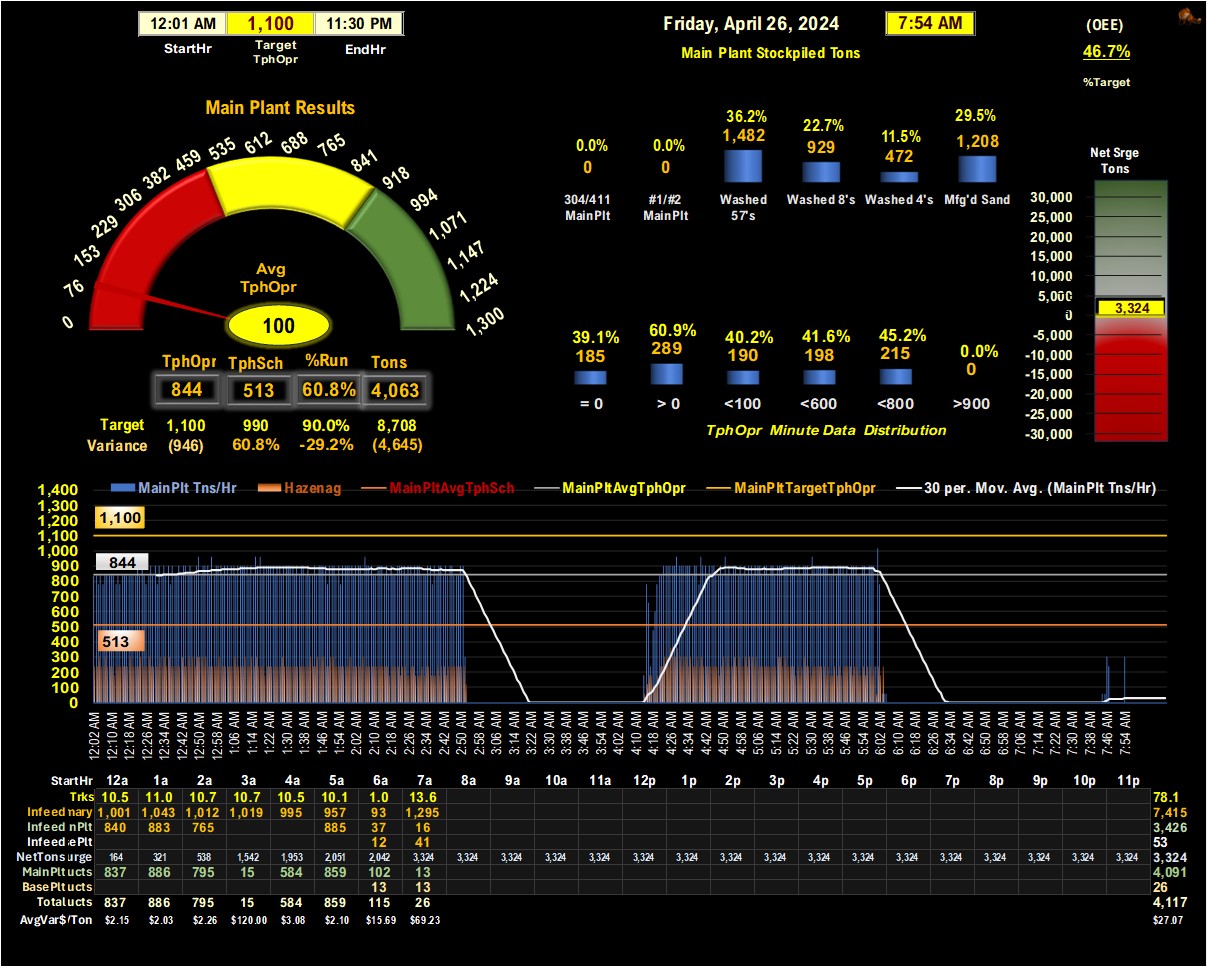 12:01 AM 1,100 11:30 PM
StartHr Target TphOpr EndHr
Friday, April 26, 2024 7:54 AM
Main Plant Stockpiled Tons
(OEE)
46.7%
%Target
Main Plant Results
0 76 153 229 306 382 459 535 612 688 765 841 918 994 1,071 1,147 1,224 1,300
Avg
TphOpr
100
TphOpr TphSch %Run Tons
844 513 60.8% 4,063
Target 1,100 990 90.0% 8,708
Variance (946) 60.8% -29.2% (4,645)
0.0% 0.0% 36.2% 22.7% 11.5% 29.5%
0 0 1,482 929 472 1,208
304/411 #1/#2 Washed Washed 8's Washed 4's Mfg'd Sand
MainPlt MainPlt 57's
39.1% 60.9% 40.2% 41.6% 45.2% 0.0%
185 289 190 198 215 0
= 0 > 0 <100 <600 <800 >900
TphOpr Minute Data Distribution
Net Srge
Tons
30,000
25,000
20,000
15,000
10,000
5,000
3,324
0
-5,000
-10,000
-15,000
-20,000
-25,000
-30,000
MainPlt Tns/Hr Hazenag MainPltAvgTphSch MainPltAvgTphOpr MainPltTargetTphOpr 30 per. Mov. Avg. (MainPlt Tns/Hr)
1,400
1,300
1,200
1,100
1,000
900
800
700
600
500
400
300
200
100
0
1,100
844
513
12:02 AM 12:10 AM 12:18 AM 12:26 AM 12:34 AM 12:42 AM 12:50 AM 12:58 AM 1:06 AM 1:14 AM 1:22 AM 1:30 AM 1:38 AM 1:46 AM 1:54 AM 2:02 AM 2:10 AM 2:18 AM 2:26 AM 2:34 AM 2:42 AM 2:50 AM 2:58 AM 3:06 AM 3:14 AM 3:22 AM 3:30 AM 3:38 AM 3:46 AM 3:54 AM 4:02 AM 4:10 AM 4:18 AM 4:26 AM 4:34 AM 4:42 AM 4:50 AM 4:58 AM 5:06 AM 5:14 AM 5:22 AM 5:30 AM 5:38 AM 5:46 AM 5:54 AM 6:02 AM 6:10 AM 6:18 AM 6:26 AM 6:34 AM 6:42 AM 6:50 AM 6:58 AM 7:06 AM 7:14 AM 7:22 AM 7:30 AM 7:38 AM 7:46 AM 7:54 AM
StartHr 12a 1a 2a 3a 4a 5a 6a 7a 8a 9a 10a 11a 12p 1p 2p 3p 4p 5p 6p 7p 8p 9p 10p 11p
Trks 10.5 11.0 10.7 10.7 10.5 10.1 1.0 13.6 78.1
Infeed mary 1,001 1,043 1,012 1,019 995 957 93 1,295 7,415
Infeed nPlt 840 883 765 885 37 16 3,426
Infeed ePlt 12 41 53
NetTons urge 164 321 538 1,542 1,953 2,051 2,042 3,324 3,324 3,324 3,324 3,324 3,324 3,324 3,324 3,324 3,324 3,324 3,324 3,324 3,324 3,324 3,324 3,324 3,324
MainPlt ucts 837 886 795 15 584 859 102 13 4,091
BasePlt ucts 13 13 26
Total ucts 837 886 795 15 584 859 115 26 4,117
AvgVar$/Ton $2.15 $2.03 $2.26 $120.00 $3.08 $2.10 $15.69 $69.23 $27.07